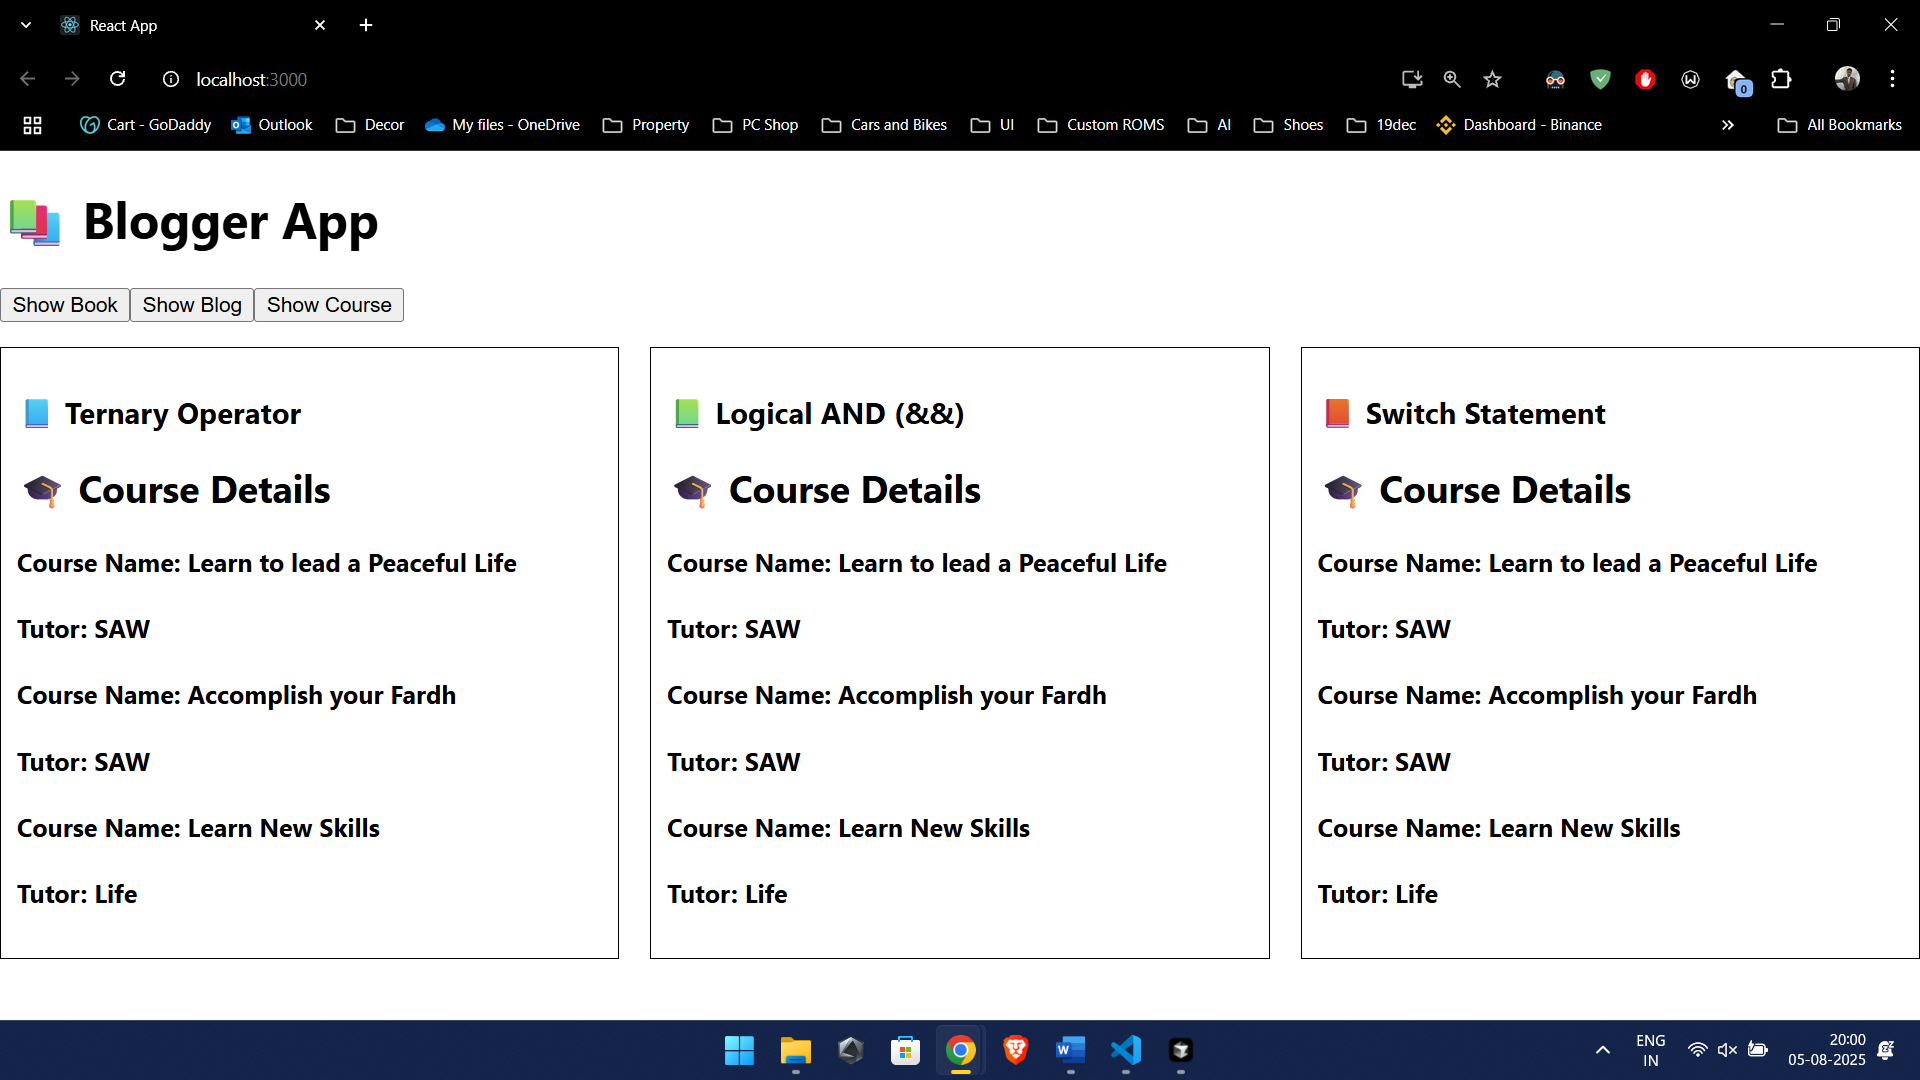 React App
localhost:3000
0
Cart - GoDaddy Outlook Decor My files - OneDrive Property PC Shop Cars and Bikes UI Custom ROMS AI Shoes 19dec Dashboard - Binance All Bookmarks
Blogger App
Show Book Show Blog Show Course
Ternary Operator
Course Details
Course Name: Learn to lead a Peaceful Life
Tutor: SAW
Course Name: Accomplish your Fardh
Tutor: SAW
Course Name: Learn New Skills
Tutor: Life
Logical AND (&&)
Course Details
Course Name: Learn to lead a Peaceful Life
Tutor: SAW
Course Name: Accomplish your Fardh
Tutor: SAW
Course Name: Learn New Skills
Tutor: Life
Switch Statement
Course Details
Course Name: Learn to lead a Peaceful Life
Tutor: SAW
Course Name: Accomplish your Fardh
Tutor: SAW
Course Name: Learn New Skills
Tutor: Life
ENG
IN
20:00
05-08-2025